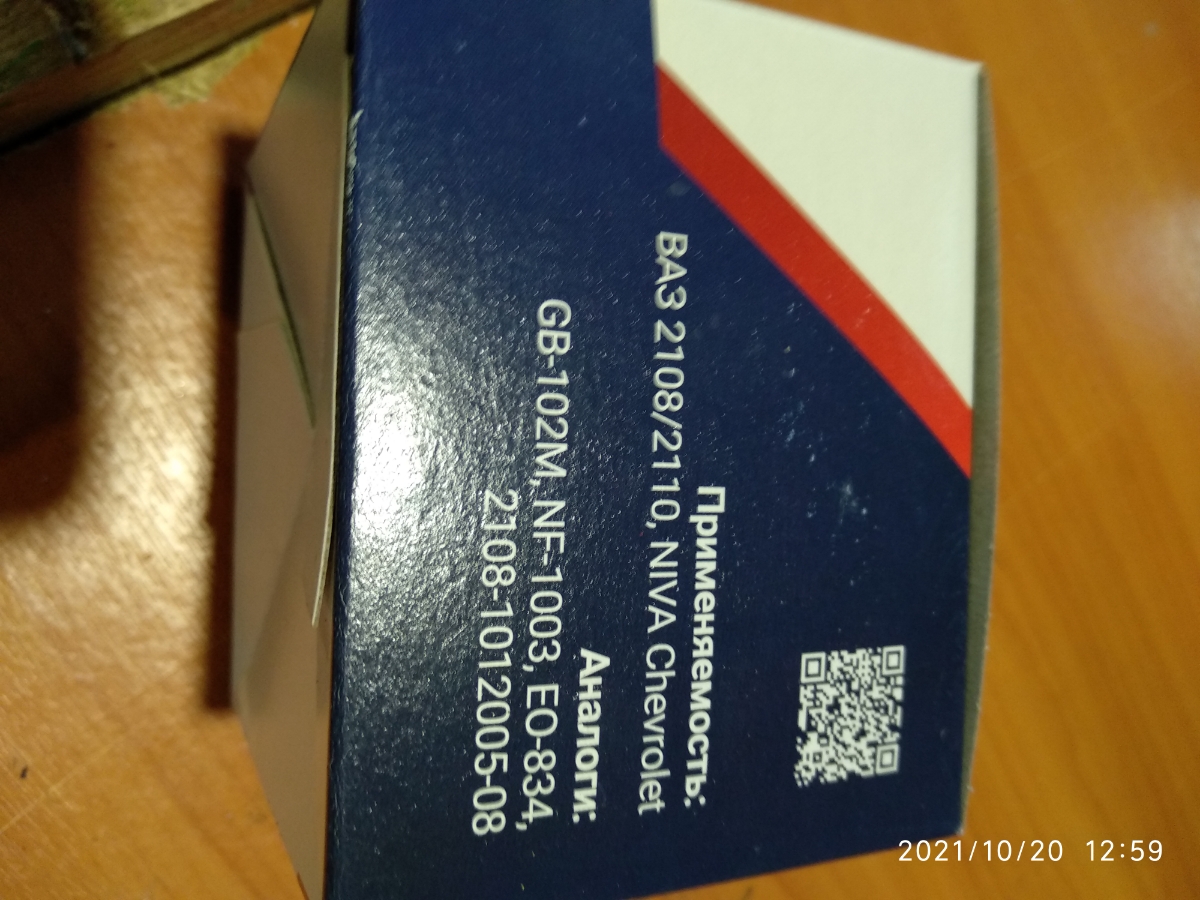 Применяемость:
ВАЗ 2108/2110, NIVA Chevrolet
Аналоги:
GB-102M, NF-1003, EO-834,
2108-1012005-08
2021/10/20 12:59